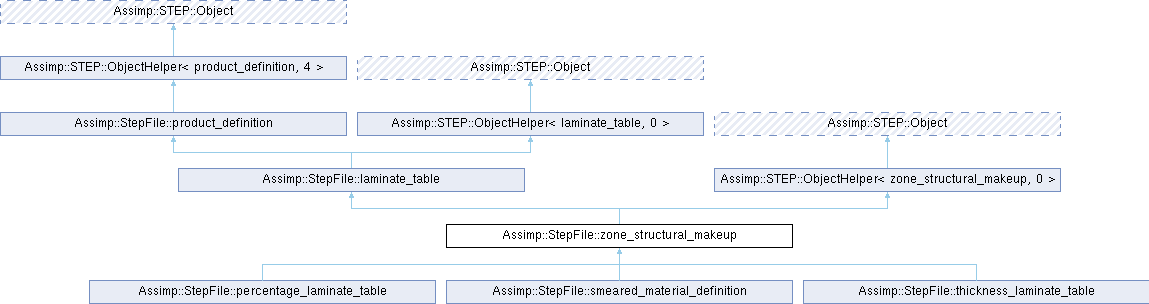 Assimp::STEP::Object
Assimp::STEP::ObjectHelper< product_definition, 4 >
Assimp::STEP::Object
Assimp::StepFile::product_definition
Assimp::STEP::ObjectHelper< laminate_table, 0 >
Assimp::STEP::Object
Assimp::StepFile::laminate_table
Assimp::STEP::ObjectHelper< zone_structural_makeup, 0 >
Assimp::StepFile::zone_structural_makeup
Assimp::StepFile::percentage_laminate_table
Assimp::StepFile::smeared_material_definition
Assimp::StepFile::thickness_laminate_table